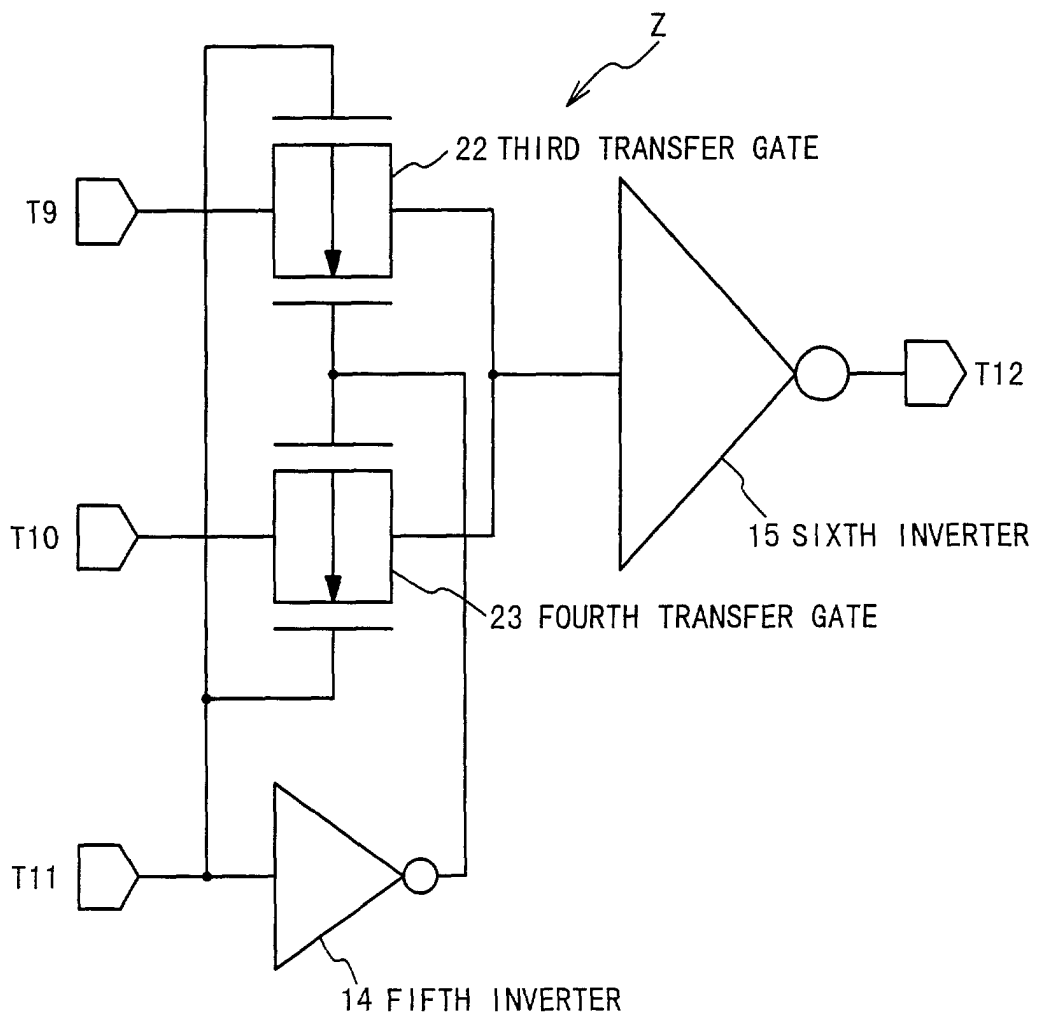 Z
22 THIRD TRANSFER GATE
T9
T12
T10
15 SIXTH INVERTER
23 FOURTH TRANSFER GATE
T11
14 FIFTH INVERTER